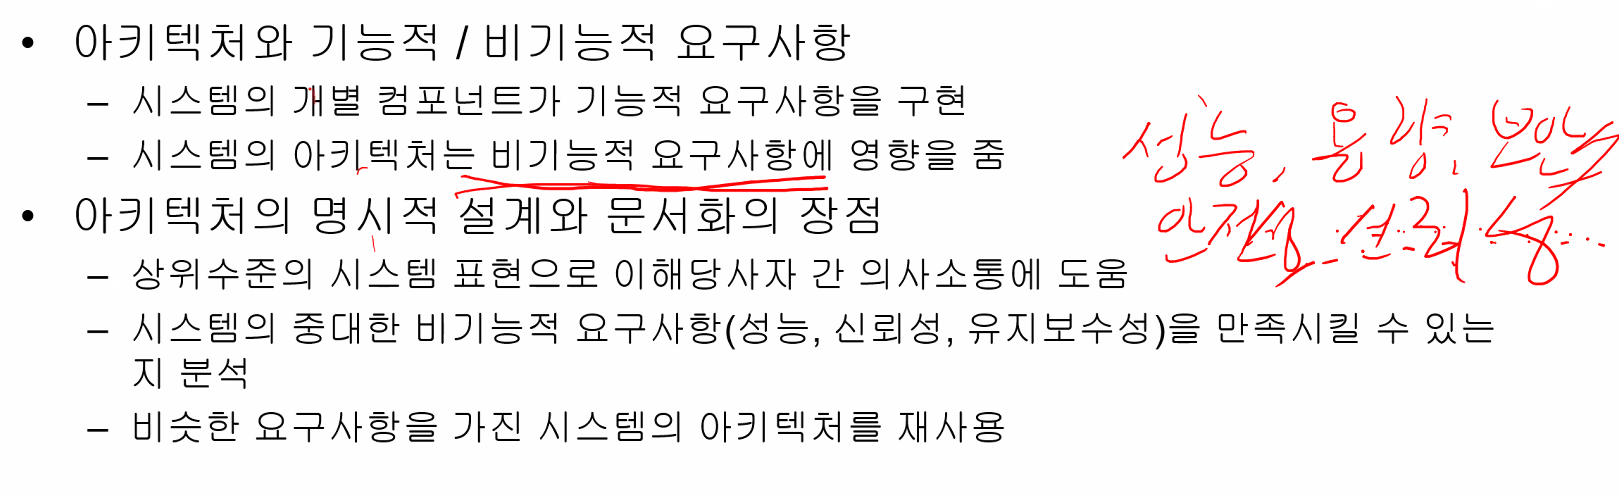 • 아키텍처와 기능적 / 비기능적 요구사항
– 시스템의 개별 컴포넌트가 기능적 요구사항을 구현
– 시스템의 아키텍처는 비기능적 요구사항에 영향을 줌
성능, 용량, 보안
안전성, 신뢰성...
• 아키텍처의 명시적 설계와 문서화의 장점
– 상위수준의 시스템 표현으로 이해당사자 간 의사소통에 도움
– 시스템의 중대한 비기능적 요구사항(성능, 신뢰성, 유지보수성)을 만족시킬 수 있는
지 분석
– 비슷한 요구사항을 가진 시스템의 아키텍처를 재사용